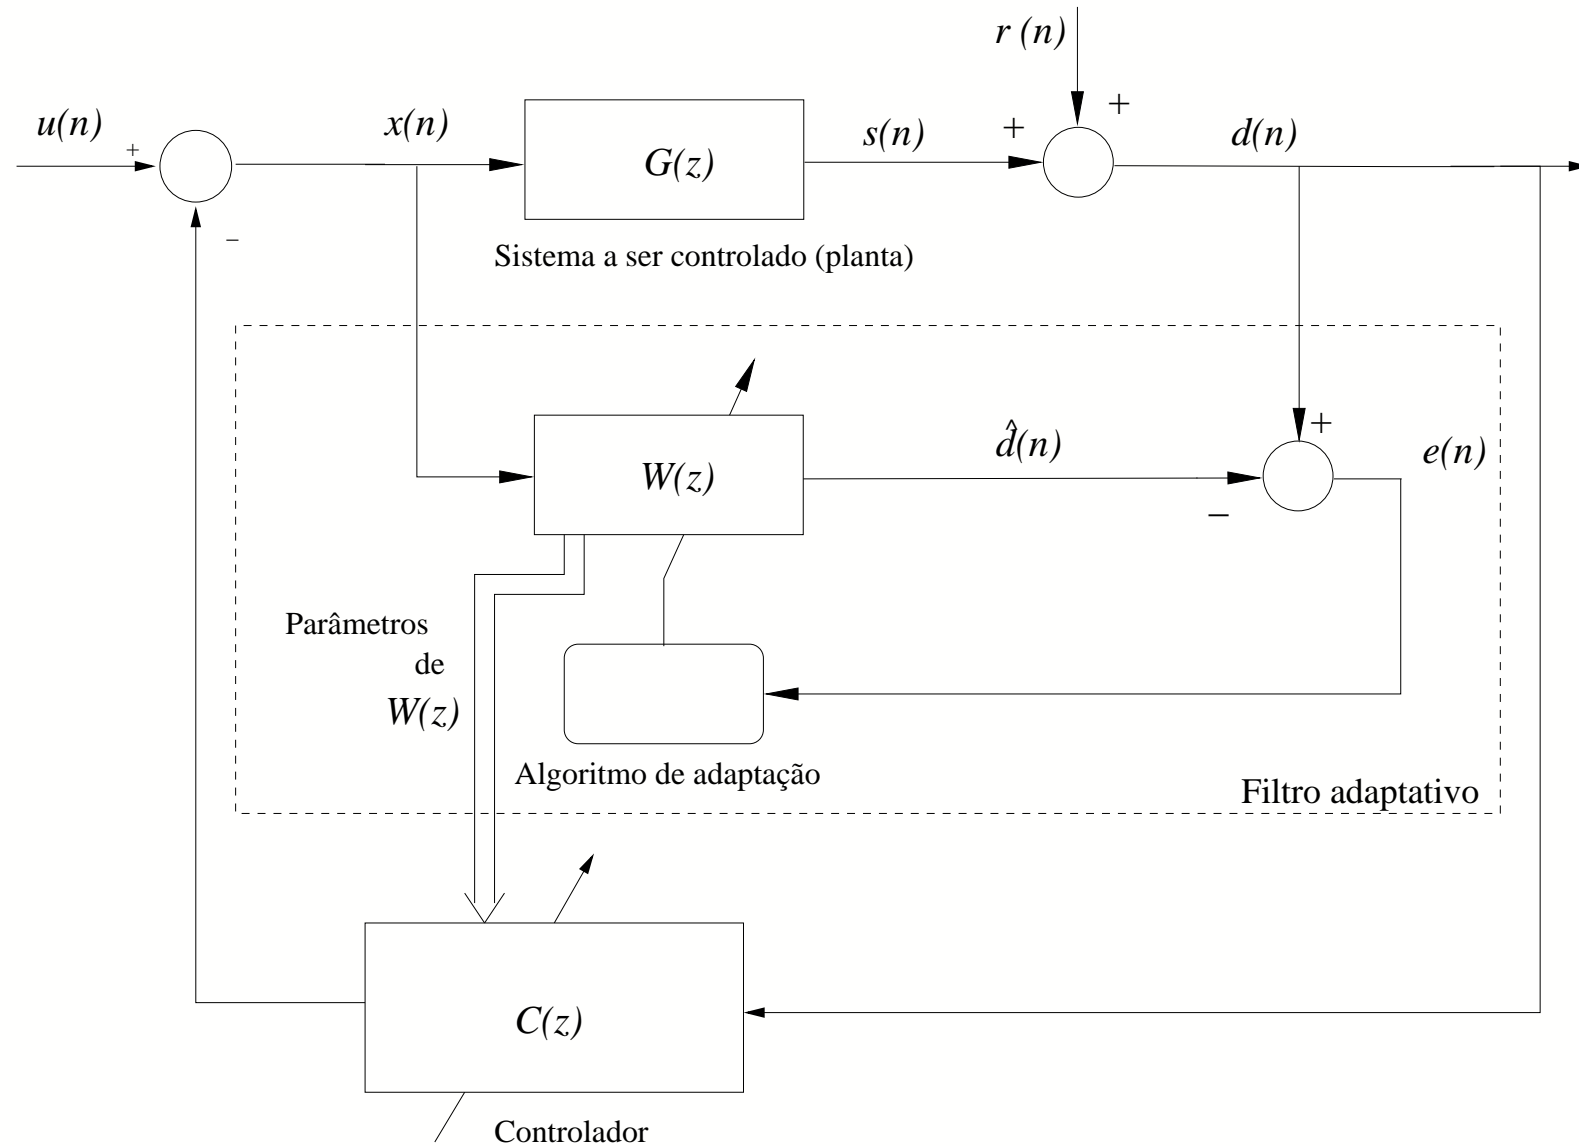 r (n)
+
u(n)
+
x(n)
G(z)
s(n)
+
d(n)
−
Sistema a ser controlado (planta)
W(z)
d̂(n)
+
e(n)
−
Parâmetros
de
W(z)
Algoritmo de adaptação
Filtro adaptativo
C(z)
Controlador